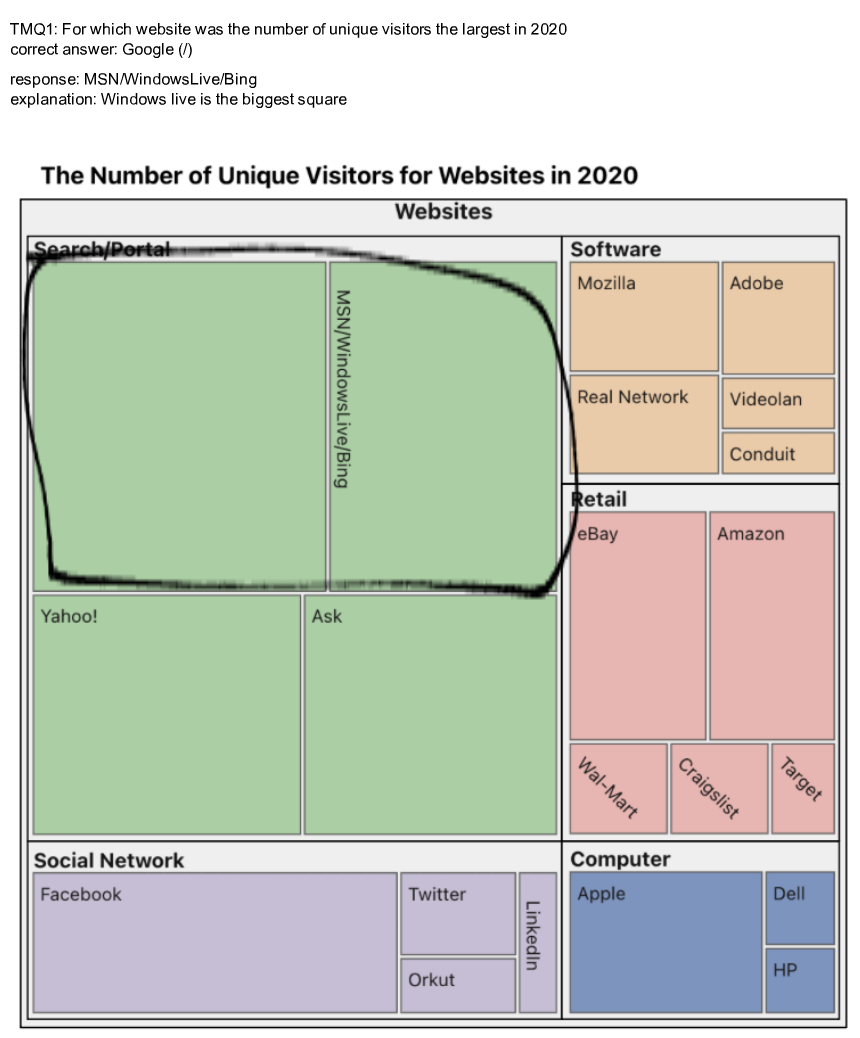 TMQ1: For which website was the number of unique visitors the largest in 2020
correct answer: Google (/)
response: MSN/WindowsLive/Bing
explanation: Windows live is the biggest square
The Number of Unique Visitors for Websites in 2020
Websites
Search/Portal
MSN/WindowsLive/Bing
Yahoo!
Ask
Software
Mozilla
Adobe
Real Network
Videolan
Conduit
Retail
eBay
Amazon
Wal-Mart
Craigslist
Target
Social Network
Facebook
Twitter
Orkut
LinkedIn
Computer
Apple
Dell
HP